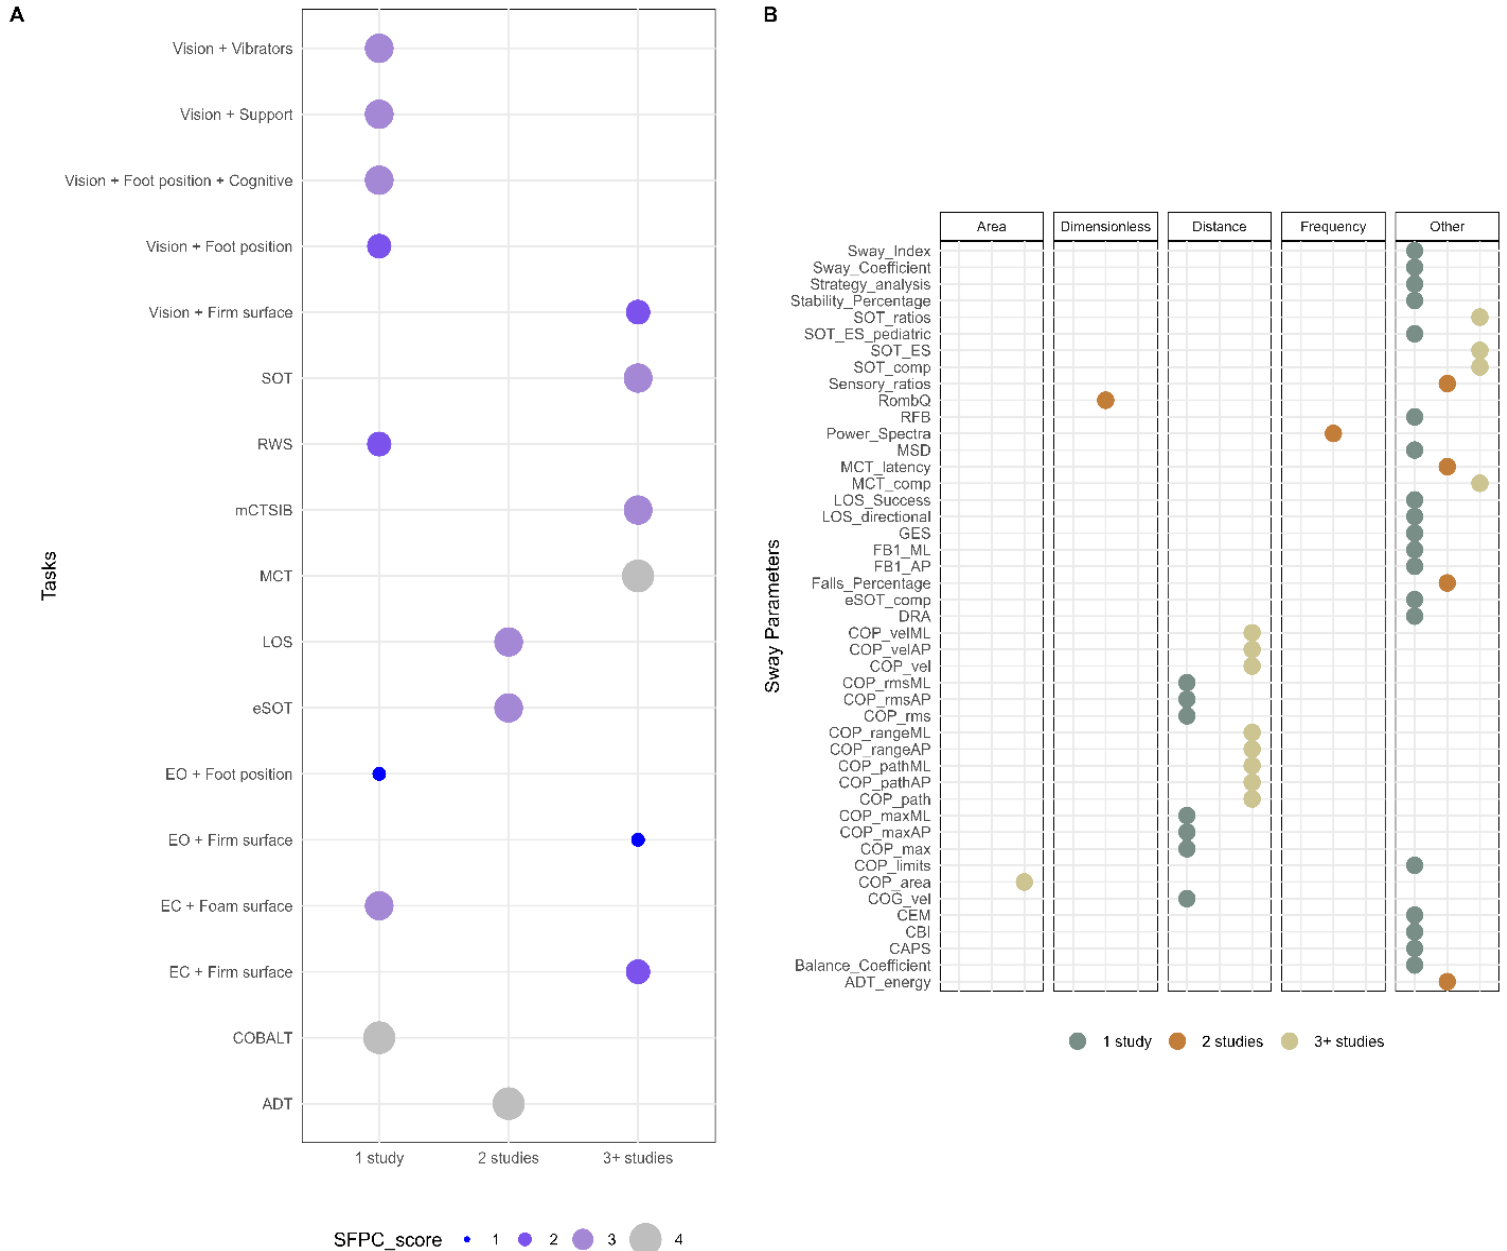 A
Vision + Vibrators
Vision + Support
Vision + Foot position + Cognitive
Vision + Foot position
Vision + Firm surface
SOT
RWS
mCTSIB
MCT
LOS
eSOT
EO + Foot position
EO + Firm surface
EC + Foam surface
EC + Firm surface
COBALT
ADT
Tasks
1 study 2 studies 3+ studies
SFPC_score 1 2 3 4
B
Area Dimensionless Distance Frequency Other
Sway_Index
Sway_Coefficient
Strategy_analysis
Stability_Percentage
SOT_ratios
SOT_ES_pediatric
SOT_ES
SOT_comp
Sensory_ratios
RombQ
RFB
Power_Spectra
MSD
MCT_latency
MCT_comp
LOS_Success
LOS_directional
GES
FB1_ML
FB1_AP
Falls_Percentage
eSOT_comp
DRA
COP_velML
COP_velAP
COP_vel
COP_rmsML
COP_rmsAP
COP_rms
COP_rangeML
COP_rangeAP
COP_pathML
COP_pathAP
COP_path
COP_maxML
COP_maxAP
COP_max
COP_limits
COP_area
COG_vel
CEM
CBI
CAPS
Balance_Coefficient
ADT_energy
Sway Parameters
1 study 2 studies 3+ studies